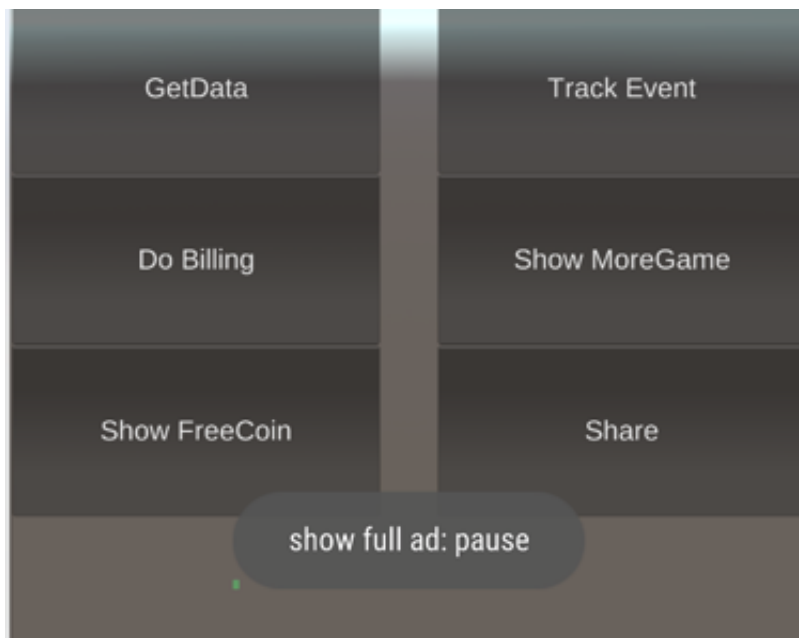 GetData
Track Event
Do Billing
Show MoreGame
Show FreeCoin
Share
show full ad: pause